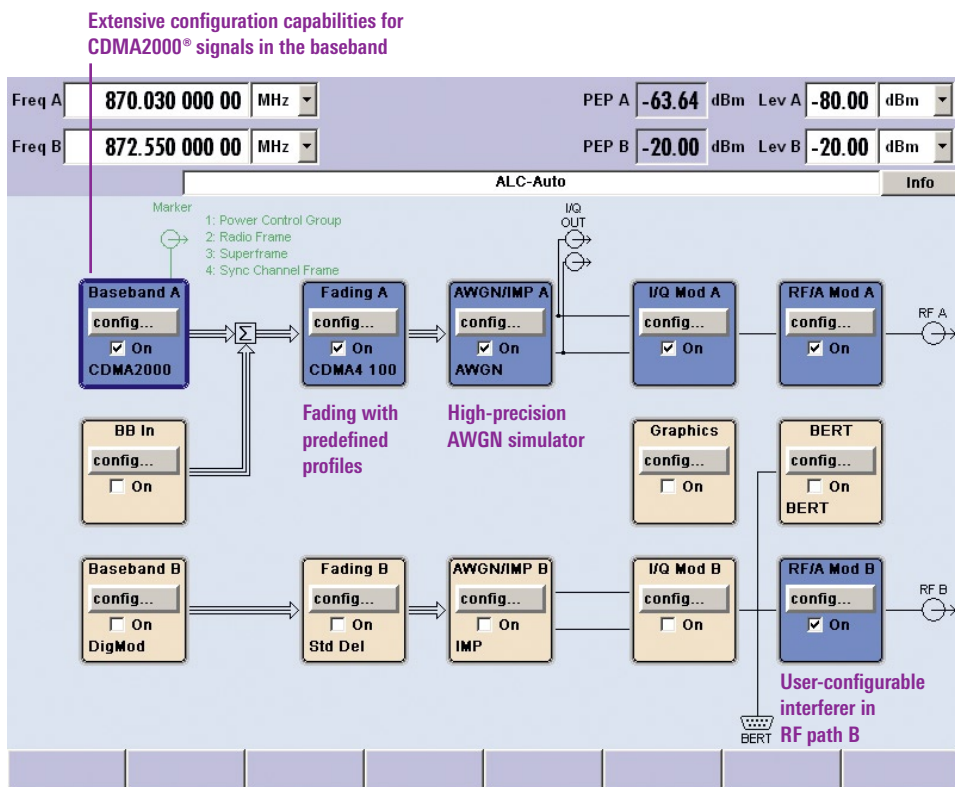 Extensive configuration capabilities for
CDMA2000® signals in the baseband
Freq A 870.030 000 00 MHz PEP A -63.64 dBm Lev A -80.00 dBm
Freq B 872.550 000 00 MHz PEP B -20.00 dBm Lev B -20.00 dBm
ALC-Auto Info
Marker
1: Power Control Group
2: Radio Frame
3: Superframe
4: Sync Channel Frame
I/Q
OUT
Baseband A
config...
On
CDMA2000
Σ
Fading A
config...
On
CDMA4 100
AWGN/IMP A
config...
On
AWGN
I/Q Mod A
config...
On
RF/A Mod A
config...
On
RF A
Fading with
predefined
profiles
High-precision
AWGN simulator
BB In
config...
On
Graphics
config...
On
BERT
config...
On
BERT
Baseband B
config...
On
DigMod
Fading B
config...
On
Std Del
AWGN/IMP B
config...
On
IMP
I/Q Mod B
config...
On
RF/A Mod B
config...
On
RF B
BERT
User-configurable
interferer in
RF path B